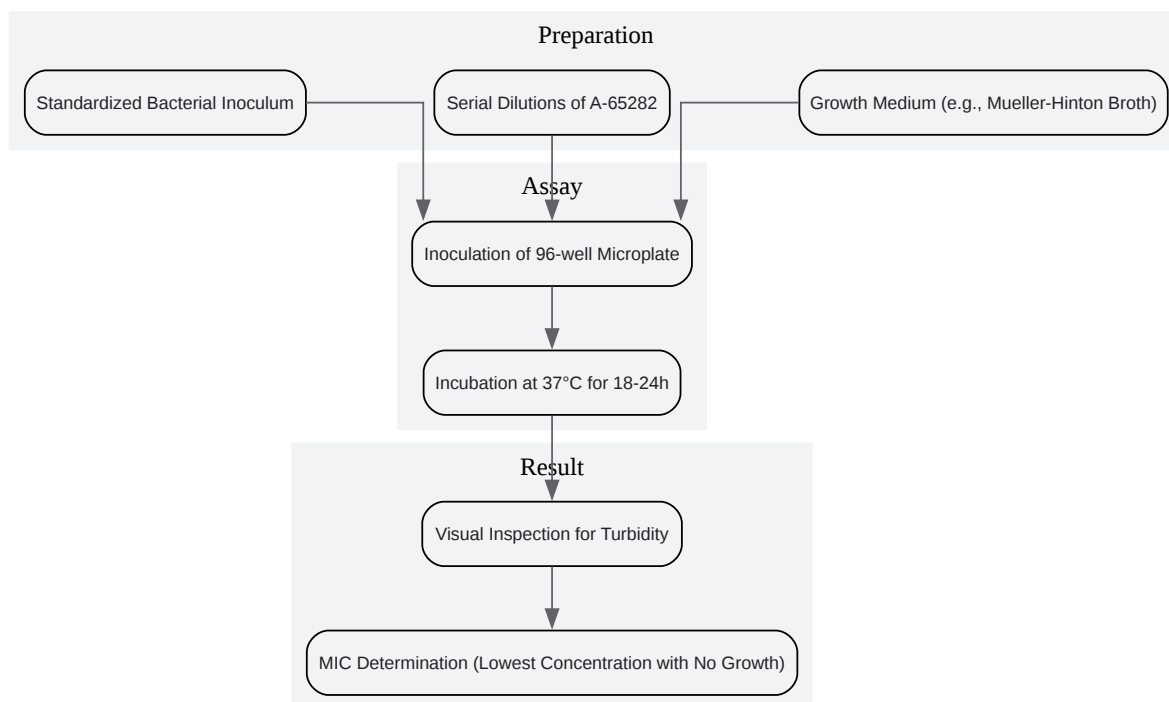 Preparation
Standardized Bacterial Inoculum
Serial Dilutions of A-65282
Growth Medium (e.g., Mueller-Hinton Broth)
Assay
Inoculation of 96-well Microplate
Incubation at 37°C for 18-24h
Result
Visual Inspection for Turbidity
MIC Determination (Lowest Concentration with No Growth)